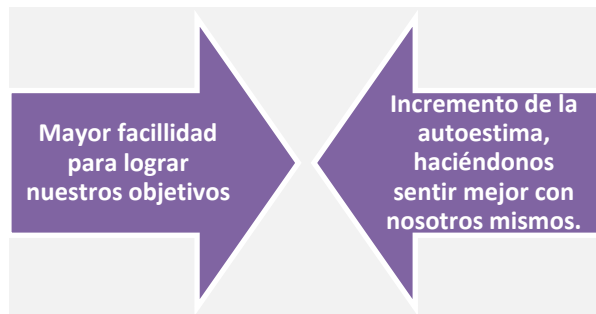 Mayor facillidad
para lograr
nuestros objetivos
Incremento de la
autoestima,
haciéndonos
sentir mejor con
nosotros mismos.